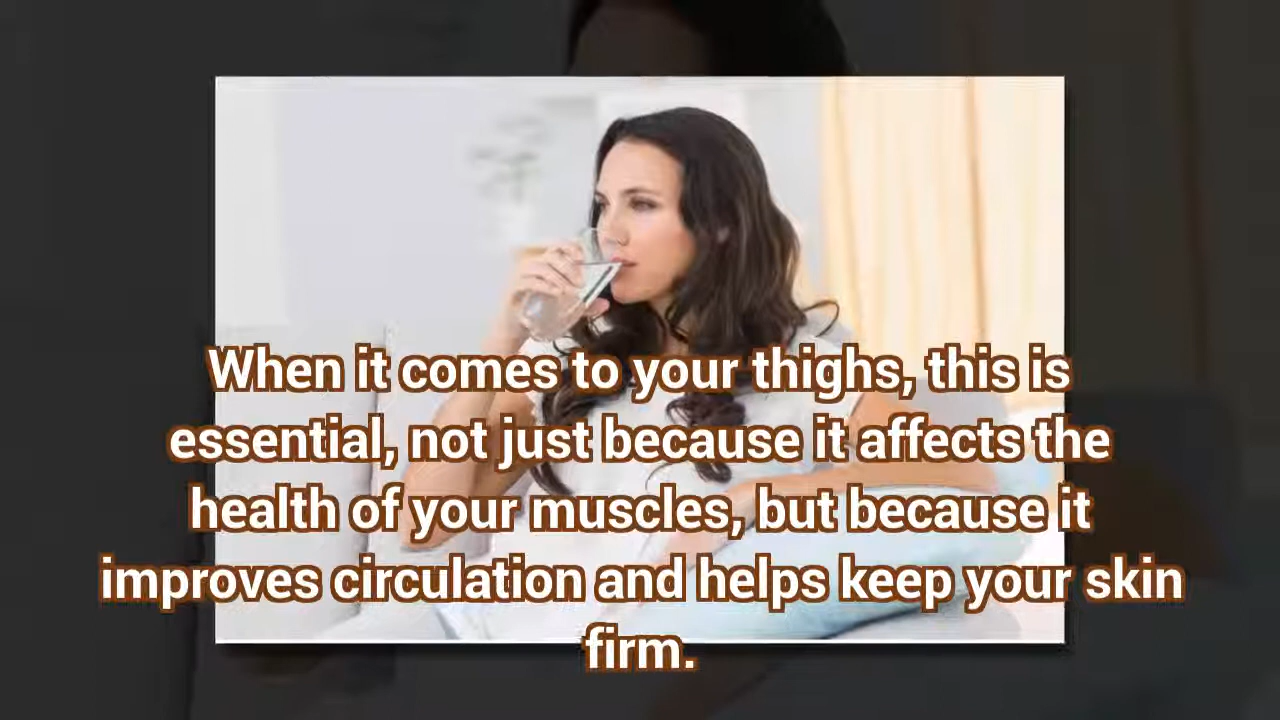 When it comes to your thighs, this is
essential, not just because it affects the
health of your muscles, but because it
improves circulation and helps keep your skin
firm.